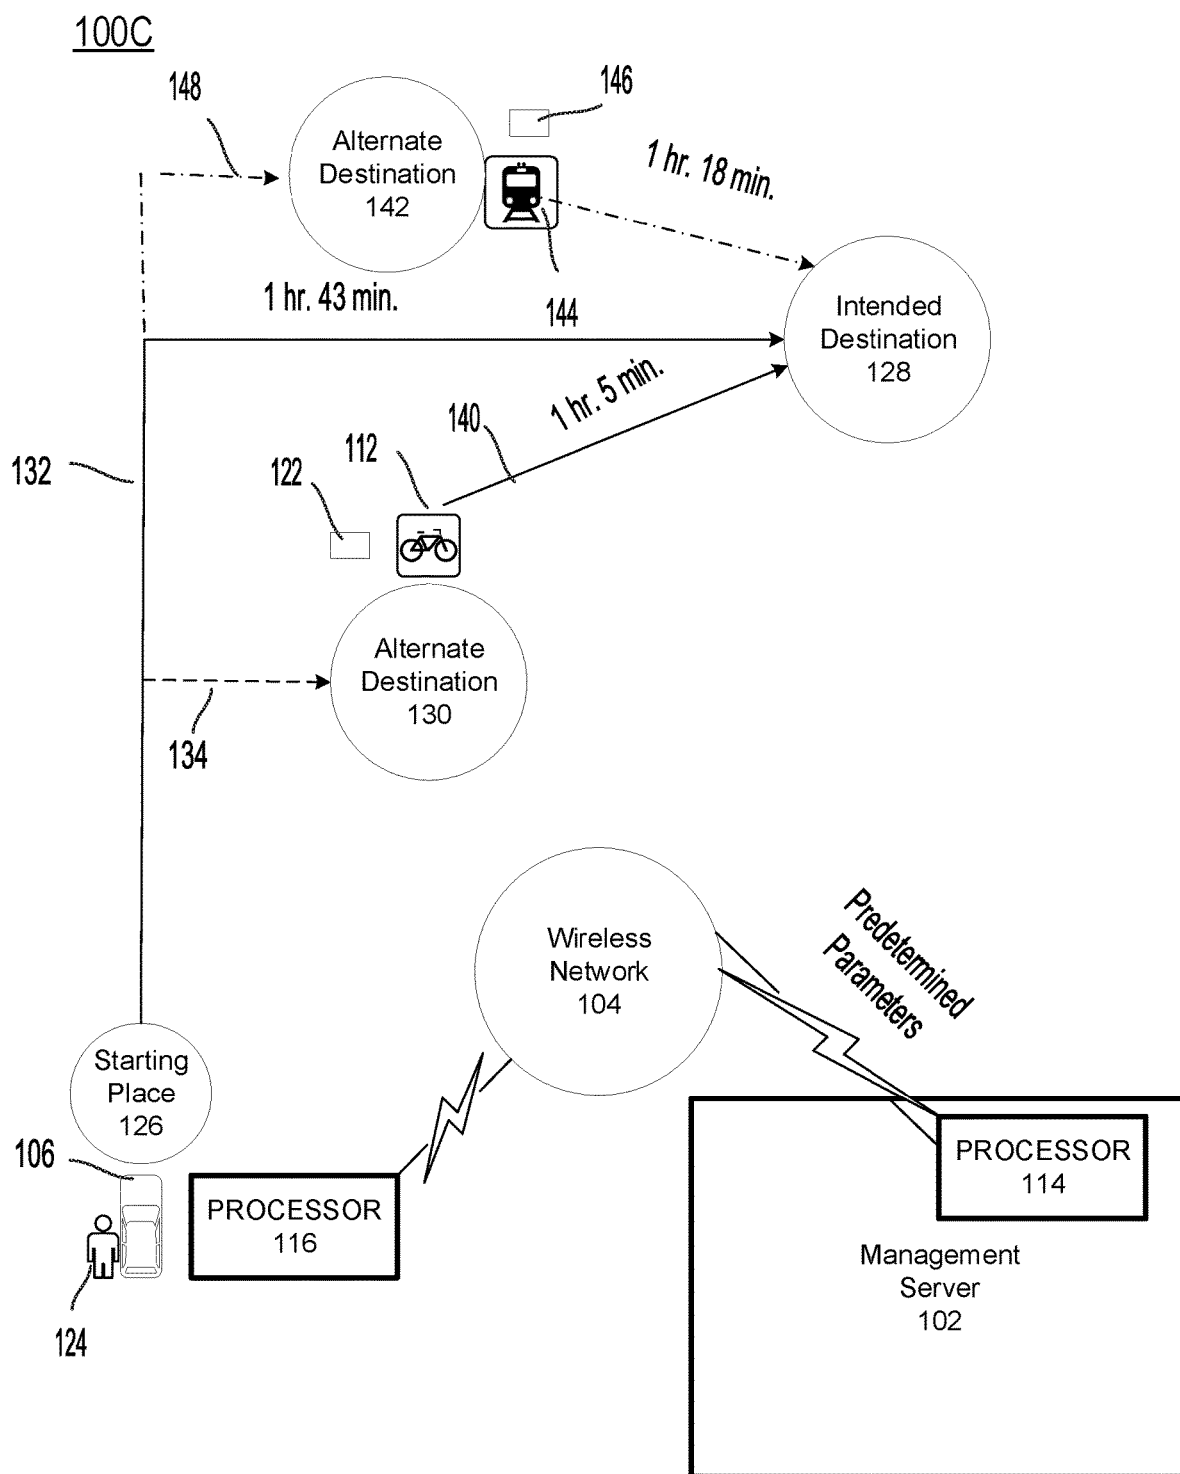 100C
148
146
Alternate
Destination
142
1 hr. 18 min.
144
1 hr. 43 min.
Intended
Destination
128
1 hr. 5 min.
140
132
112
122
Alternate
Destination
130
134
Wireless
Network
104
Predetermined
Parameters
Starting
Place
126
106
PROCESSOR
116
124
PROCESSOR
114
Management
Server
102